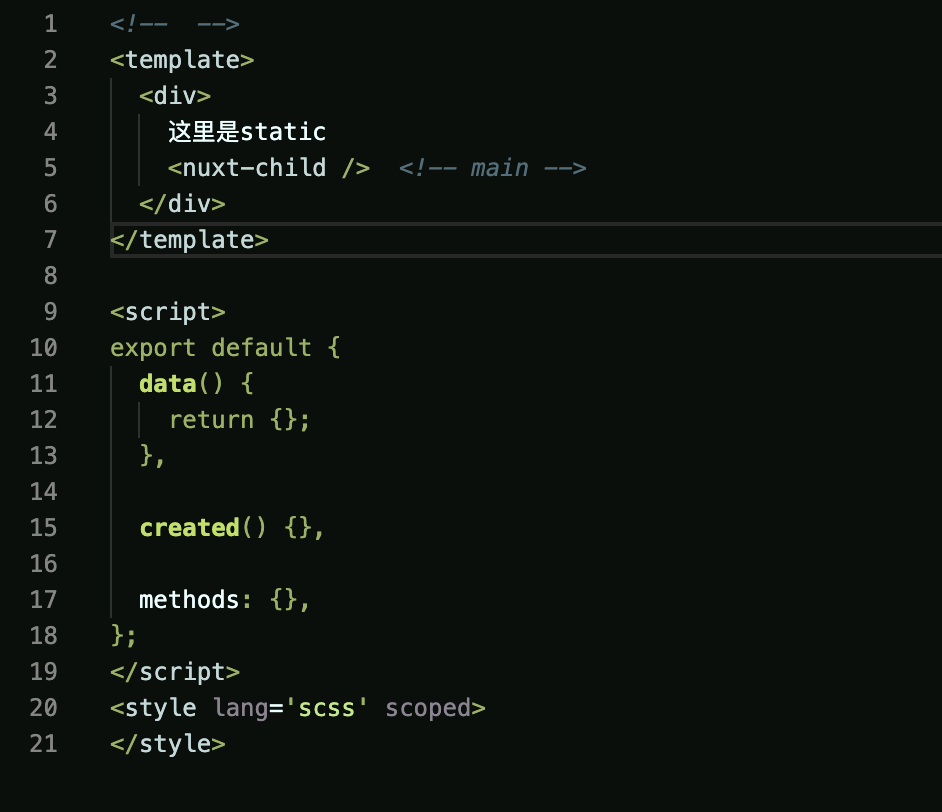 1 <!--  -->
2 <template>
3   <div>
4     这里是static
5     <nuxt-child />  <!-- main -->
6   </div>
7 </template>
8
9 <script>
10 export default {
11   data() {
12     return {};
13   },
14
15   created() {},
16
17   methods: {},
18 };
19 </script>
20 <style lang='scss' scoped>
21 </style>